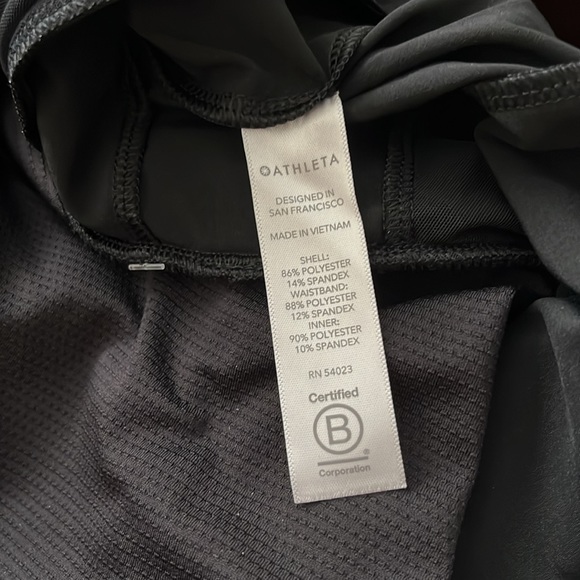 ATHLETA
DESIGNED IN
SAN FRANCISCO
MADE IN VIETNAM
SHELL:
86% POLYESTER
14% SPANDEX
WAISTBAND:
88% POLYESTER
12% SPANDEX
INNER:
90% POLYESTER
10% SPANDEX
RN 54023
Certified
B
®
Corporation